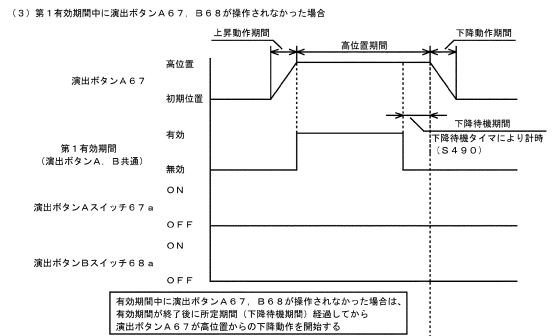 （３）第１有効期間中に演出ボタンＡ６７，Ｂ６８が操作されなかった場合
上昇動作期間
高位置期間
下降動作期間
高位置
演出ボタンＡ６７
初期位置
下降待機期間
有効
下降待機タイマにより計時
（Ｓ４９０）
第１有効期間
（演出ボタンＡ．Ｂ共通）
無効
ＯＮ
演出ボタンＡスイッチ６７ａ
ＯＦＦ
ＯＮ
演出ボタンＢスイッチ６８ａ
ＯＦＦ
有効期間中に演出ボタンＡ６７，Ｂ６８が操作されなかった場合は、
有効期間が終了後に所定期間（下降待機期間）経過してから
演出ボタンＡ６７が高位置からの下降動作を開始する